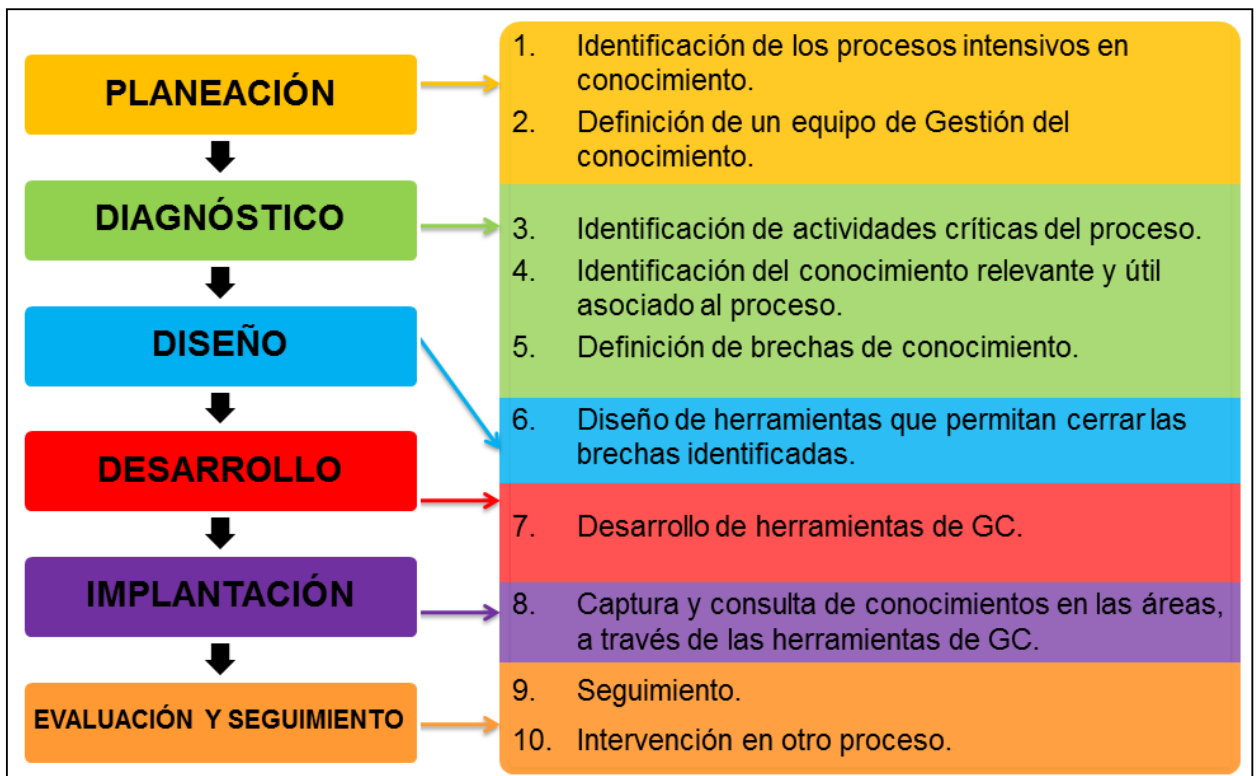 PLANEACIÓN
1. Identificación de los procesos intensivos en
conocimiento.
2. Definición de un equipo de Gestión del
conocimiento.
DIAGNÓSTICO
3. Identificación de actividades críticas del proceso.
4. Identificación del conocimiento relevante y útil
asociado al proceso.
5. Definición de brechas de conocimiento.
DISEÑO
6. Diseño de herramientas que permitan cerrar las
brechas identificadas.
DESARROLLO
7. Desarrollo de herramientas de GC.
IMPLANTACIÓN
8. Captura y consulta de conocimientos en las áreas,
a través de las herramientas de GC.
EVALUACIÓN Y SEGUIMIENTO
9. Seguimiento.
10. Intervención en otro proceso.